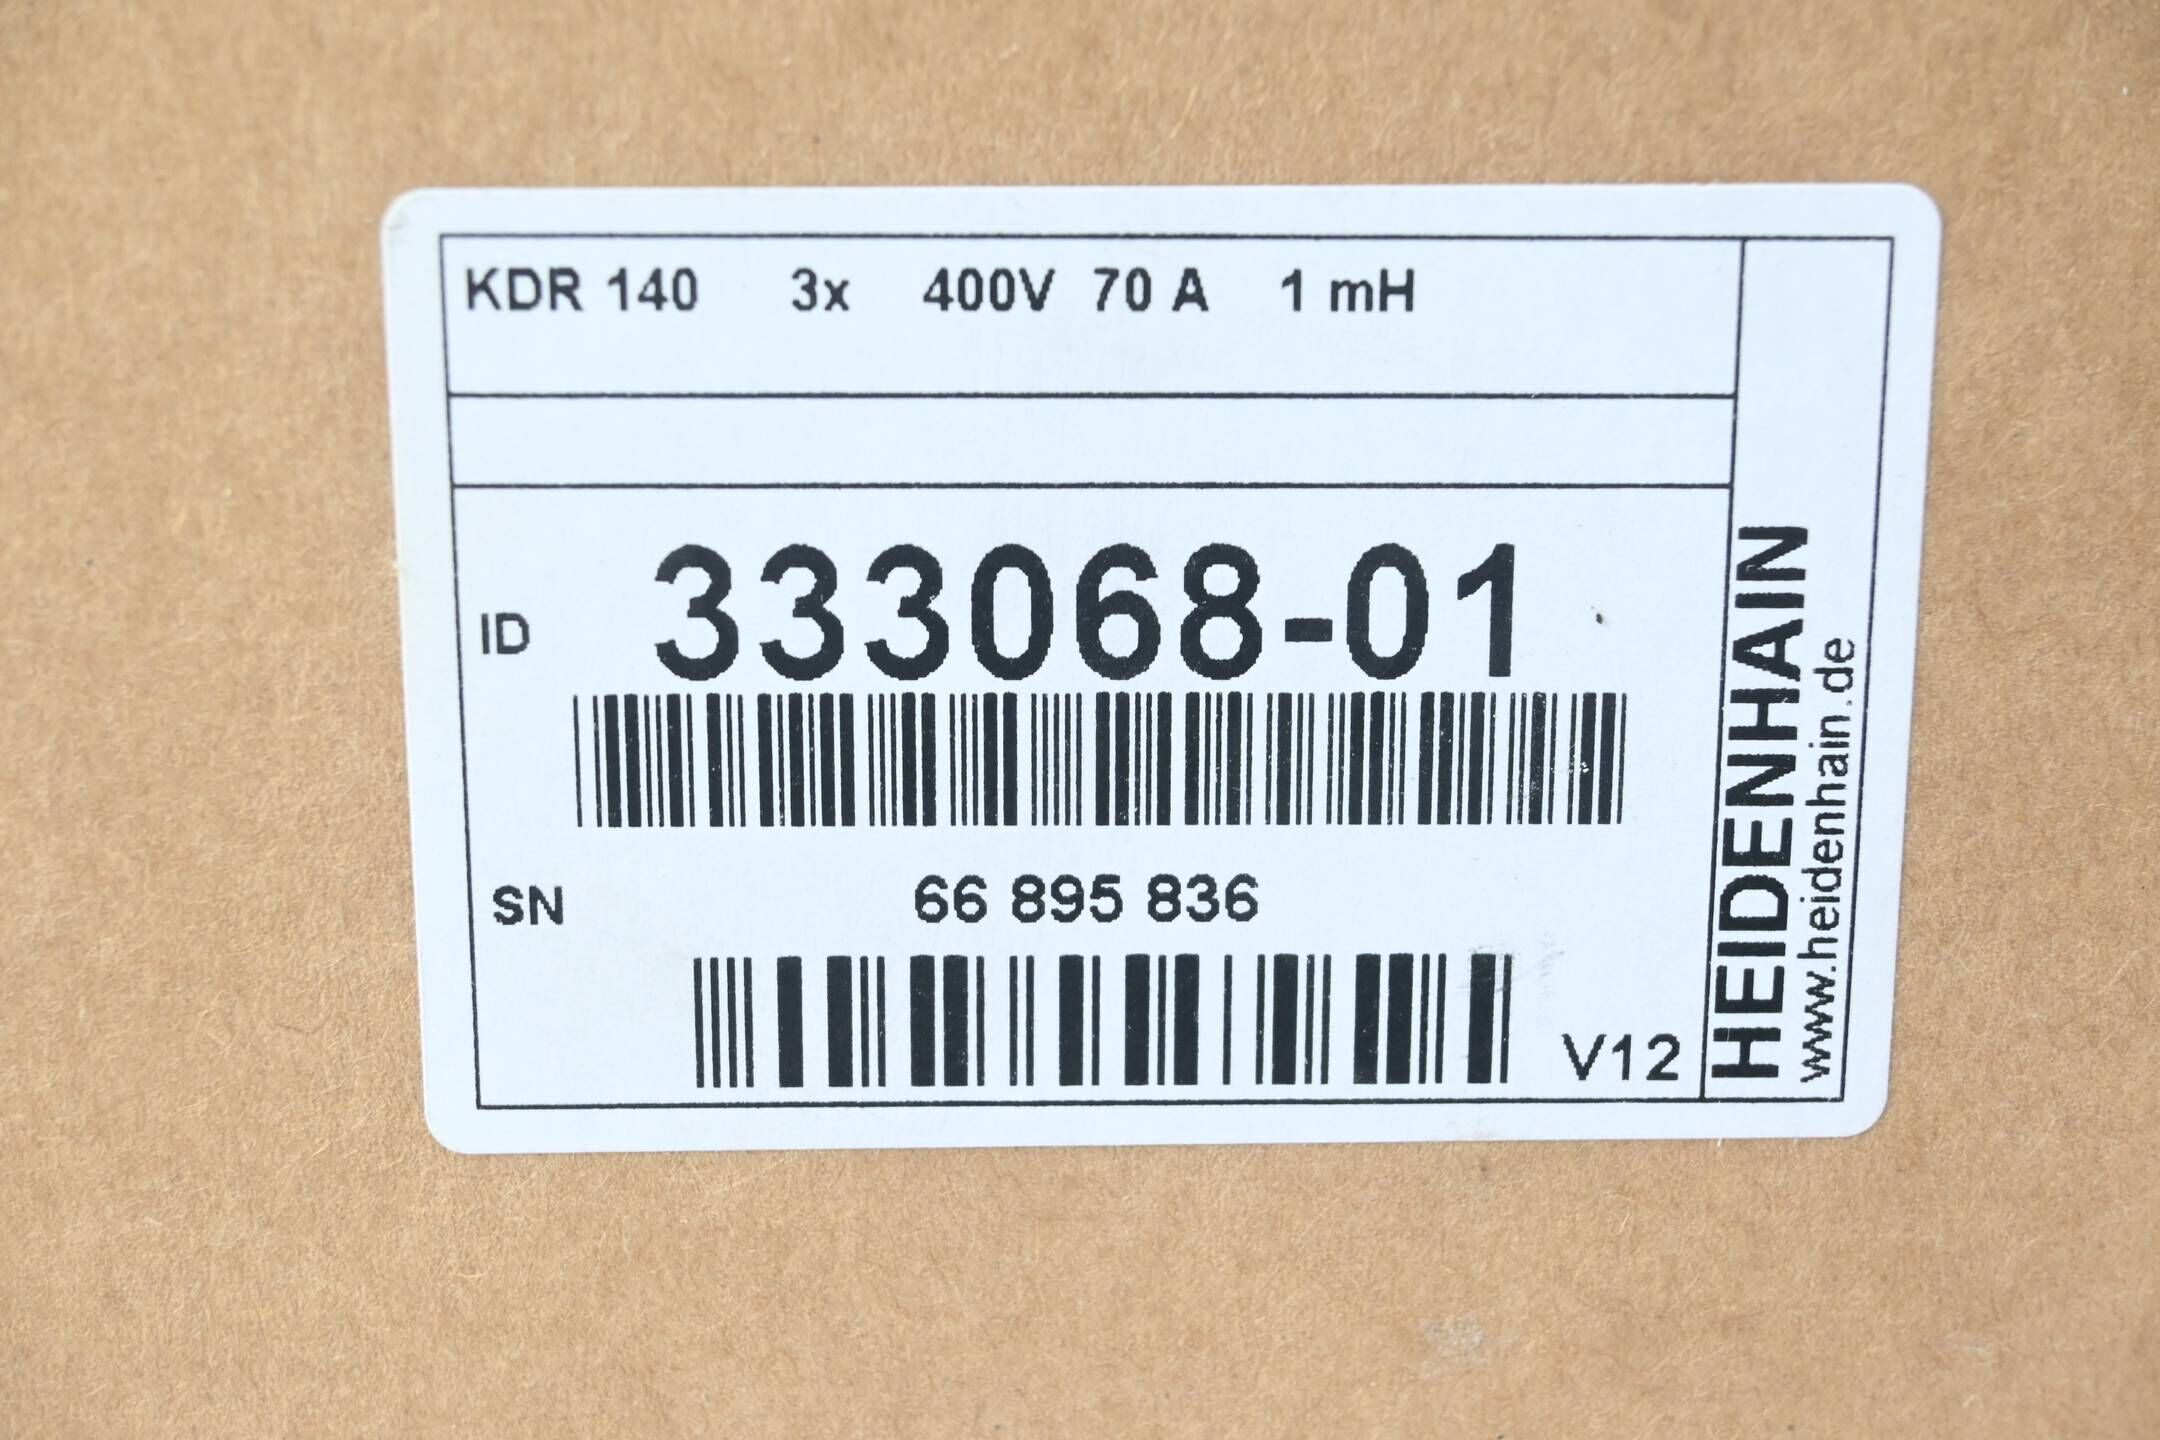 KDR 140 3x 400V 70 A 1 mH
ID 333068-01
SN 66 895 836
V12
HEIDENHAIN
www.heidenhain.de